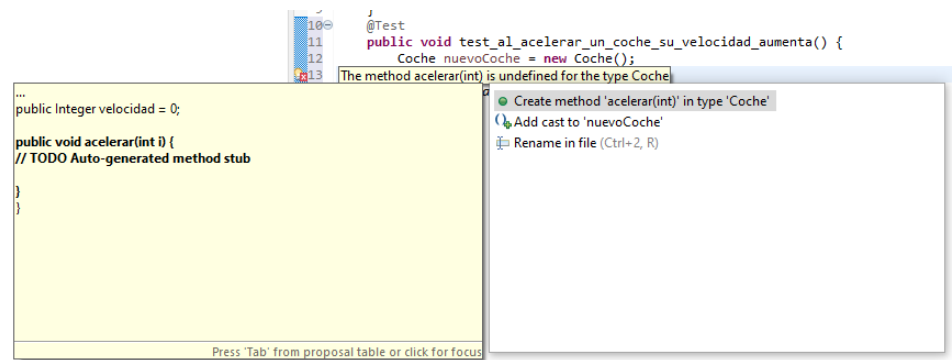 10 @Test
11 public void test_al_acelerar_un_coche_su_velocidad_aumenta() {
12 Coche nuevoCoche = new Coche();
13 The method acelerar(int) is undefined for the type Coche
...
public Integer velocidad = 0;
public void acelerar(int i) {
// TODO Auto-generated method stub
}
}
Press 'Tab' from proposal table or click for focus
Create method 'acelerar(int)' in type 'Coche'
Add cast to 'nuevoCoche'
Rename in file (Ctrl+2, R)